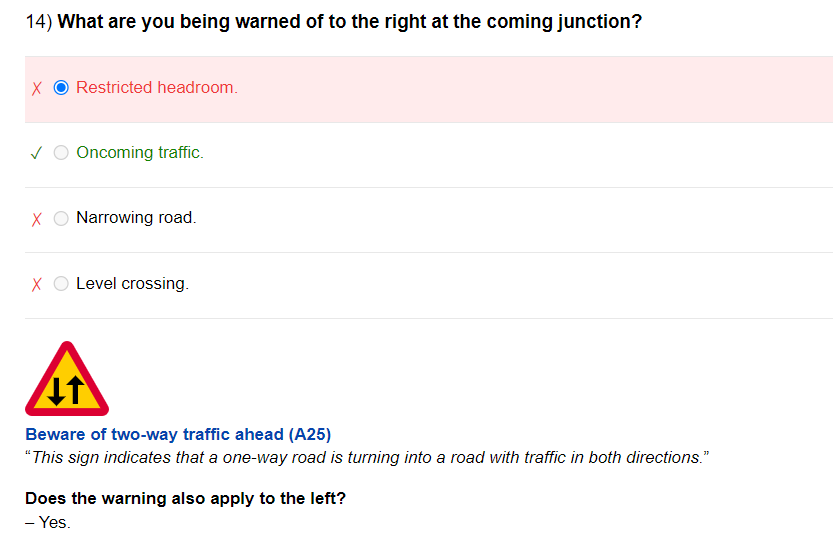 14) What are you being warned of to the right at the coming junction?
✗ Restricted headroom.
✓ Oncoming traffic.
✗ Narrowing road.
✗ Level crossing.
Beware of two-way traffic ahead (A25)
“This sign indicates that a one-way road is turning into a road with traffic in both directions.”
Does the warning also apply to the left?
– Yes.